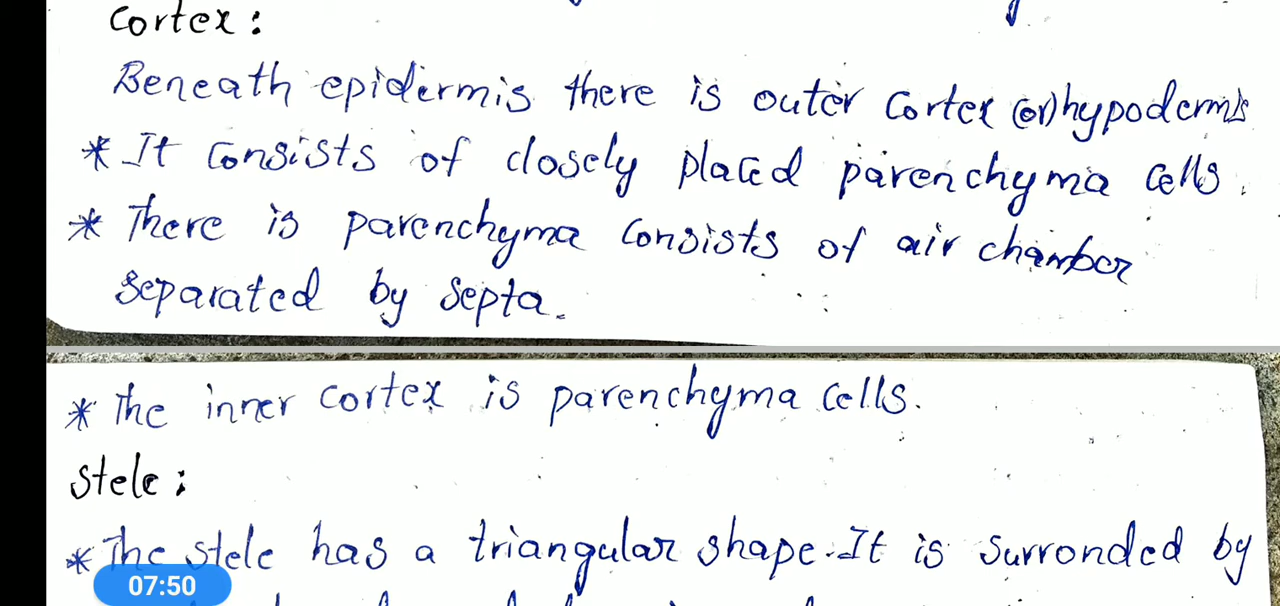 Cortex:
Beneath epidermis there is outer Cortex (or) hypodermis
* It Consists of closely placed parenchyma Cells.
* There is parenchyma Consists of air chamber
separated by septa.
* The inner cortex is parenchyma Cells.
Stele:
* The stele has a triangular shape. It is surronded by
07:50